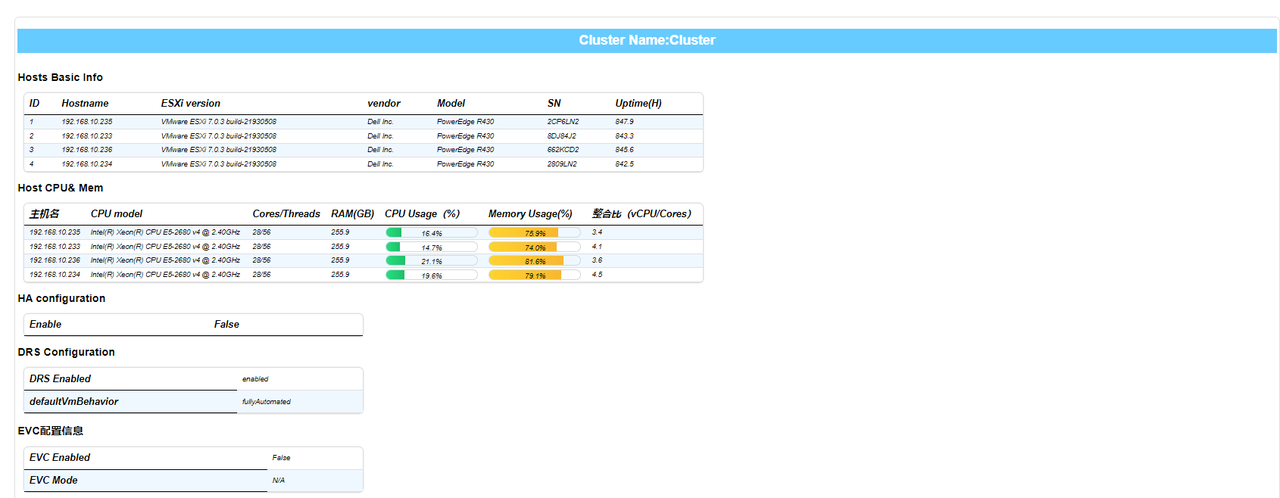 Cluster Name:Cluster
Hosts Basic Info
ID Hostname ESXi version vendor Model SN Uptime(H)
1 192.168.10.235 VMware ESXi 7.0.3 build-21930508 Dell Inc. PowerEdge R430 2CP6LN2 847.9
2 192.168.10.233 VMware ESXi 7.0.3 build-21930508 Dell Inc. PowerEdge R430 8DJ84J2 843.3
3 192.168.10.236 VMware ESXi 7.0.3 build-21930508 Dell Inc. PowerEdge R430 662KCD2 845.6
4 192.168.10.234 VMware ESXi 7.0.3 build-21930508 Dell Inc. PowerEdge R430 2809LN2 842.5
Host CPU& Mem
主机名 CPU model Cores/Threads RAM(GB) CPU Usage（%） Memory Usage(%) 整合比（vCPU/Cores）
192.168.10.235 Intel(R) Xeon(R) CPU E5-2680 v4 @ 2.40GHz 28/56 255.9 16.4% 75.9% 3.4
192.168.10.233 Intel(R) Xeon(R) CPU E5-2680 v4 @ 2.40GHz 28/56 255.9 14.7% 74.0% 4.1
192.168.10.236 Intel(R) Xeon(R) CPU E5-2680 v4 @ 2.40GHz 28/56 255.9 21.1% 81.6% 3.6
192.168.10.234 Intel(R) Xeon(R) CPU E5-2680 v4 @ 2.40GHz 28/56 255.9 19.6% 79.1% 4.5
HA configuration
Enable False
DRS Configuration
DRS Enabled enabled
defaultVmBehavior fullyAutomated
EVC配置信息
EVC Enabled False
EVC Mode N/A